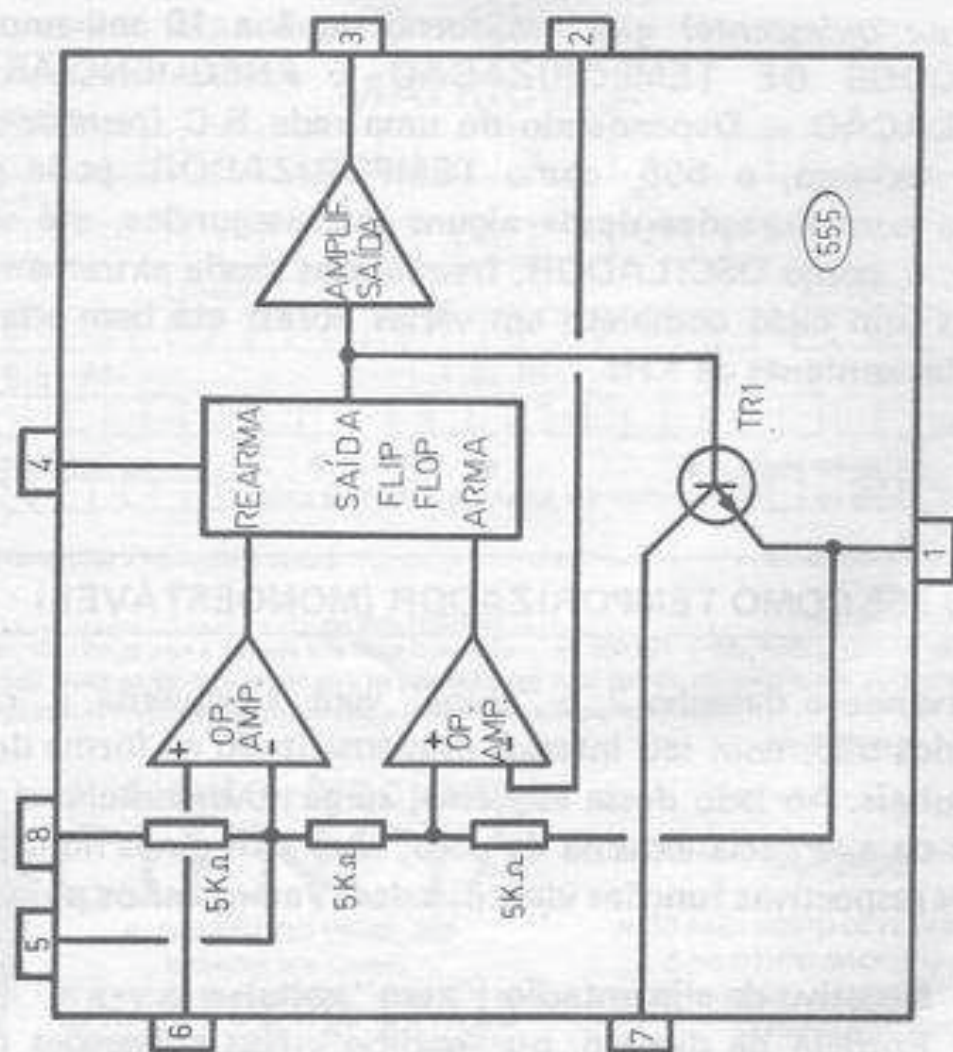 3
2
4
8
5
6
7
1
555
AMPLIF.
SAÍDA
REARMA
SAÍDA
FLIP
FLOP
ARMA
TR1
+
OP.
AMP.
-
+
OP.
AMP.
-
5KΩ
5KΩ
5KΩ